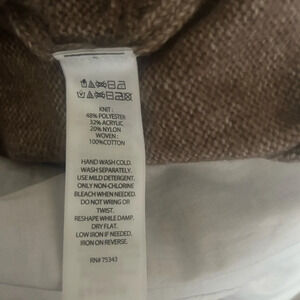 KNIT :
48% POLYESTER
32% ACRYLIC
20% NYLON
WOVEN :
100%COTTON
HAND WASH COLD.
WASH SEPARATELY.
USE MILD DETERGENT.
ONLY NON-CHLORINE
BLEACH WHEN NEEDED.
DO NOT WRING OR
TWIST.
RESHAPE WHILE DAMP.
DRY FLAT.
LOW IRON IF NEEDED.
IRON ON REVERSE.
RN# 75343